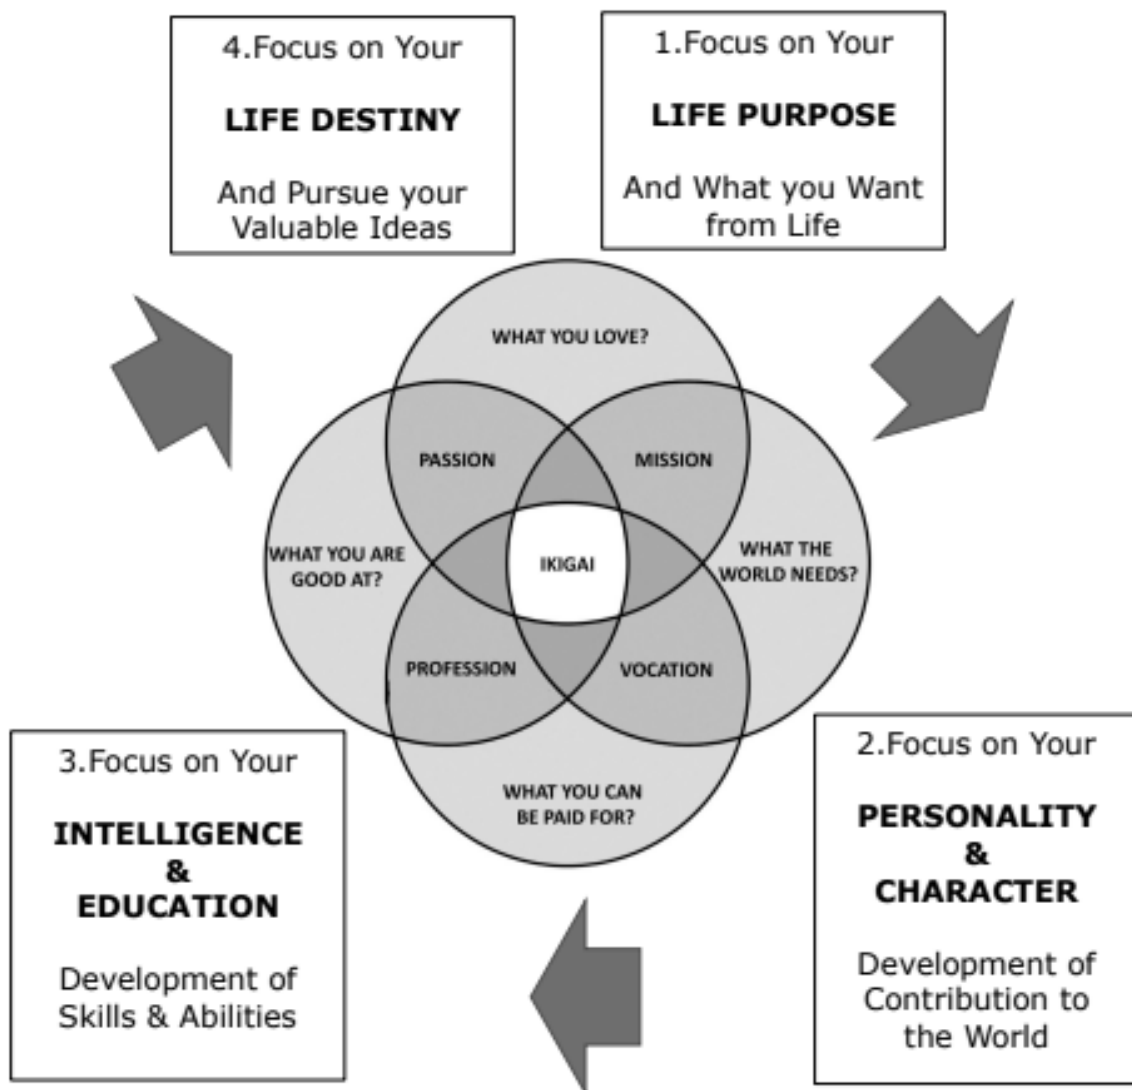 4.Focus on Your
LIFE DESTINY
And Pursue your
Valuable Ideas
1.Focus on Your
LIFE PURPOSE
And What you Want
from Life
WHAT YOU LOVE?
PASSION
MISSION
WHAT YOU ARE
GOOD AT?
IKIGAI
WHAT THE
WORLD NEEDS?
PROFESSION
VOCATION
WHAT YOU CAN
BE PAID FOR?
3.Focus on Your
INTELLIGENCE
&
EDUCATION
Development of
Skills & Abilities
2.Focus on Your
PERSONALITY
&
CHARACTER
Development of
Contribution to
the World